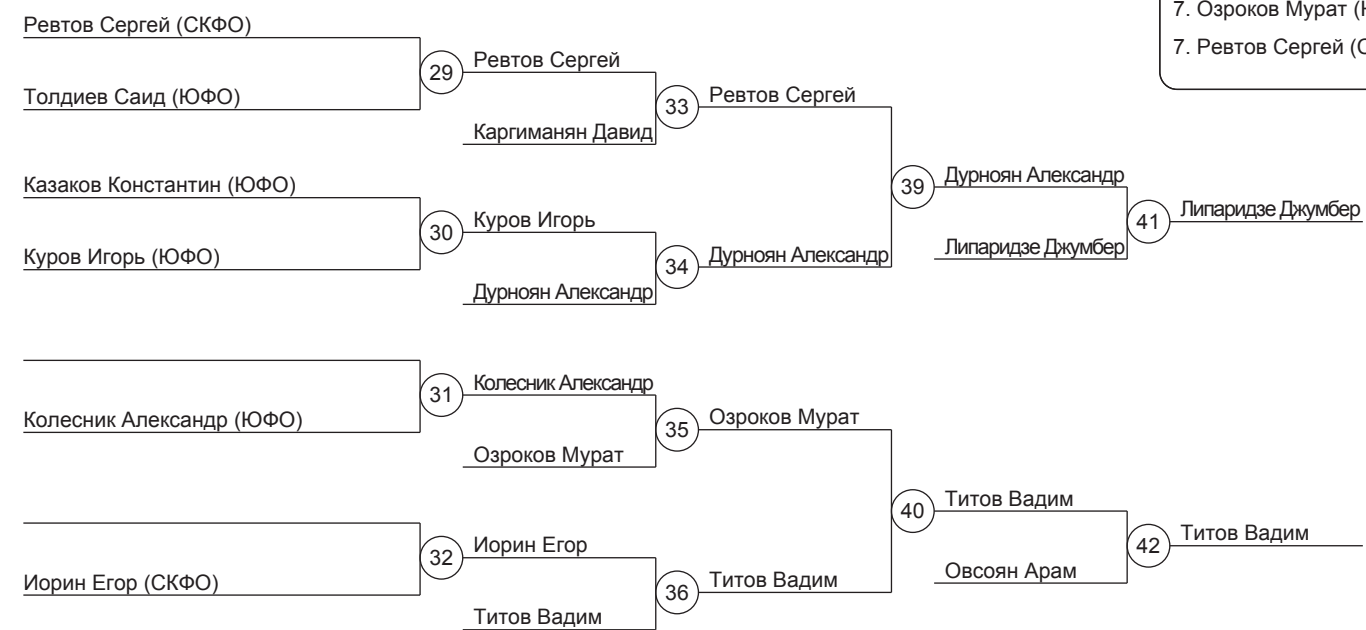 Ревтов Сергей (СКФО)
29
Ревтов Сергей
Толдиев Саид (ЮФО)
33
Ревтов Сергей
Каргиманян Давид
Казаков Константин (ЮФО)
30
Куров Игорь
Куров Игорь (ЮФО)
34
Дурноян Александр
Дурноян Александр
39
Дурноян Александр
Липаридзе Джумбер
41
Липаридзе Джумбер
31
Колесник Александр
Колесник Александр (ЮФО)
35
Озроков Мурат
Озроков Мурат
32
Иорин Егор
Иорин Егор (СКФО)
36
Титов Вадим
Титов Вадим
40
Титов Вадим
Овсоян Арам
42
Титов Вадим
7. Озроков Мурат (
7. Ревтов Сергей (